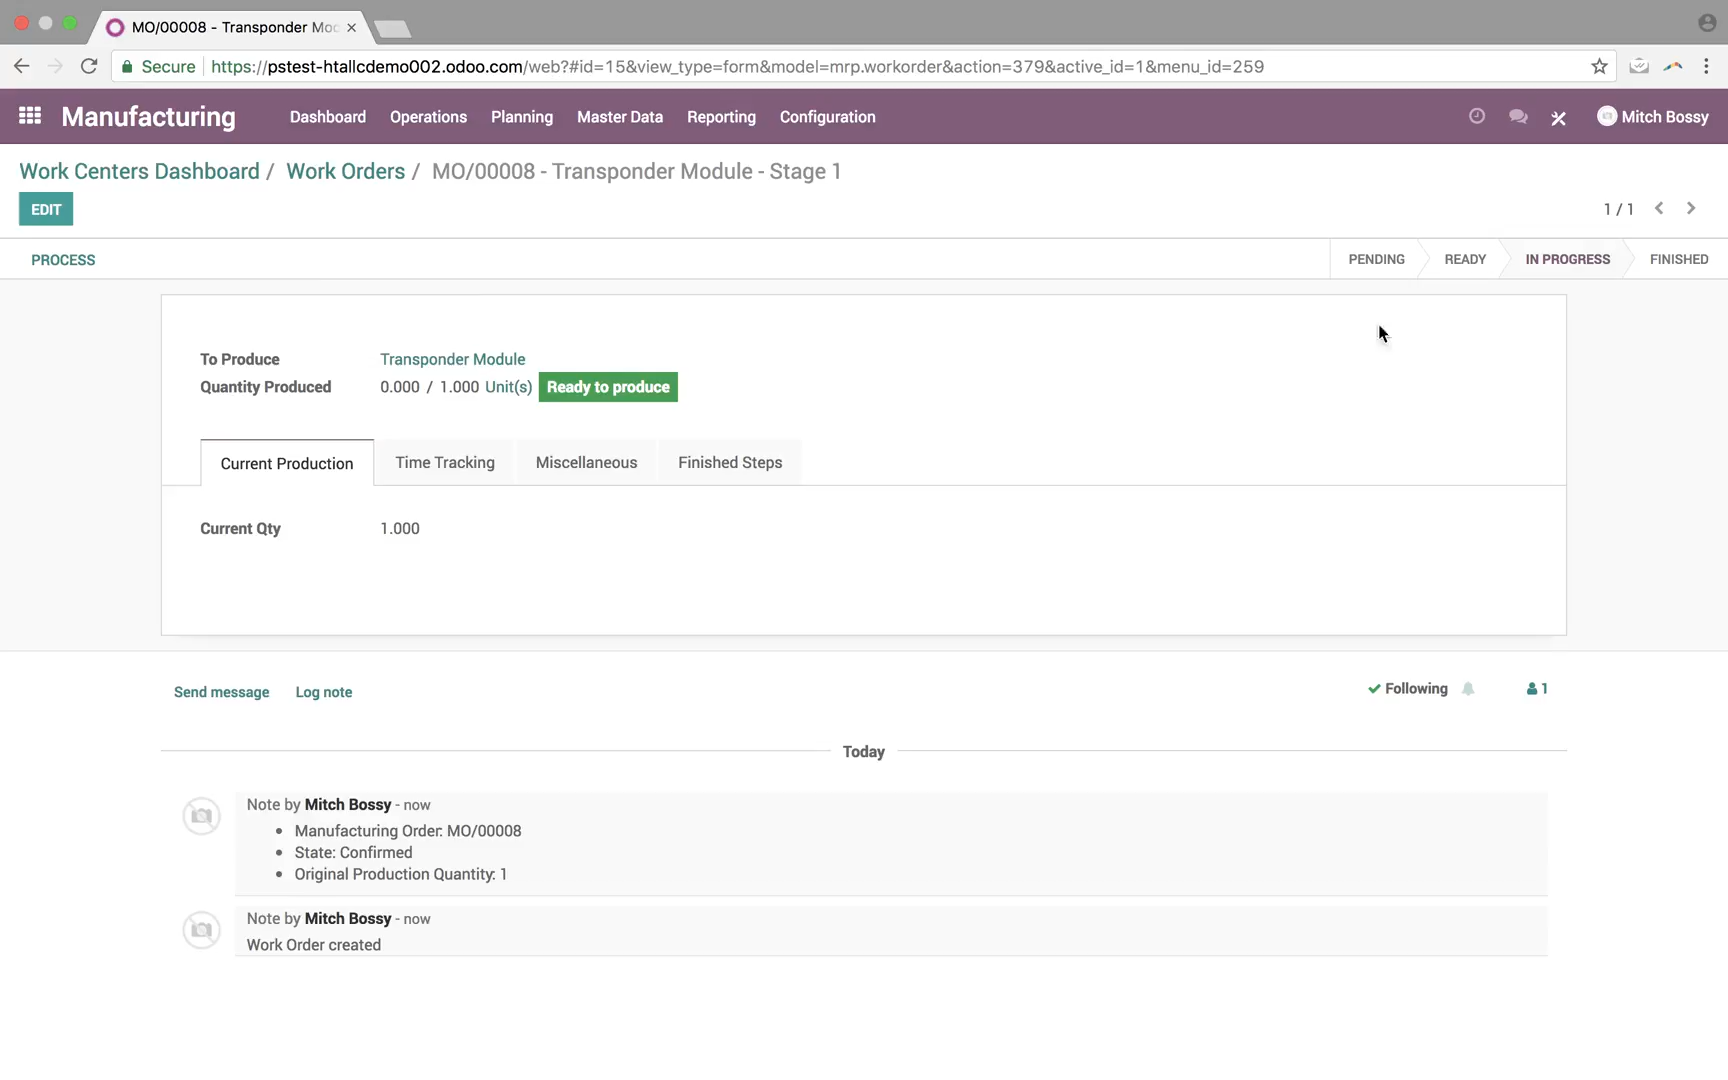 MO/00008 - Transponder Mod
Secure https://pstest-htallcdemo002.odoo.com/web?#id=15&view_type=form&model=mrp.workorder&action=379&active_id=1&menu_id=259
Manufacturing Dashboard Operations Planning Master Data Reporting Configuration Mitch Bossy
Work Centers Dashboard / Work Orders / MO/00008 - Transponder Module - Stage 1
EDIT 1 / 1
PROCESS PENDING READY IN PROGRESS FINISHED
To Produce Transponder Module
Quantity Produced 0.000 / 1.000 Unit(s) Ready to produce
Current Production Time Tracking Miscellaneous Finished Steps
Current Qty 1.000
Send message Log note Following 1
Today
Note by Mitch Bossy - now
Manufacturing Order: MO/00008
State: Confirmed
Original Production Quantity: 1
Note by Mitch Bossy - now
Work Order created